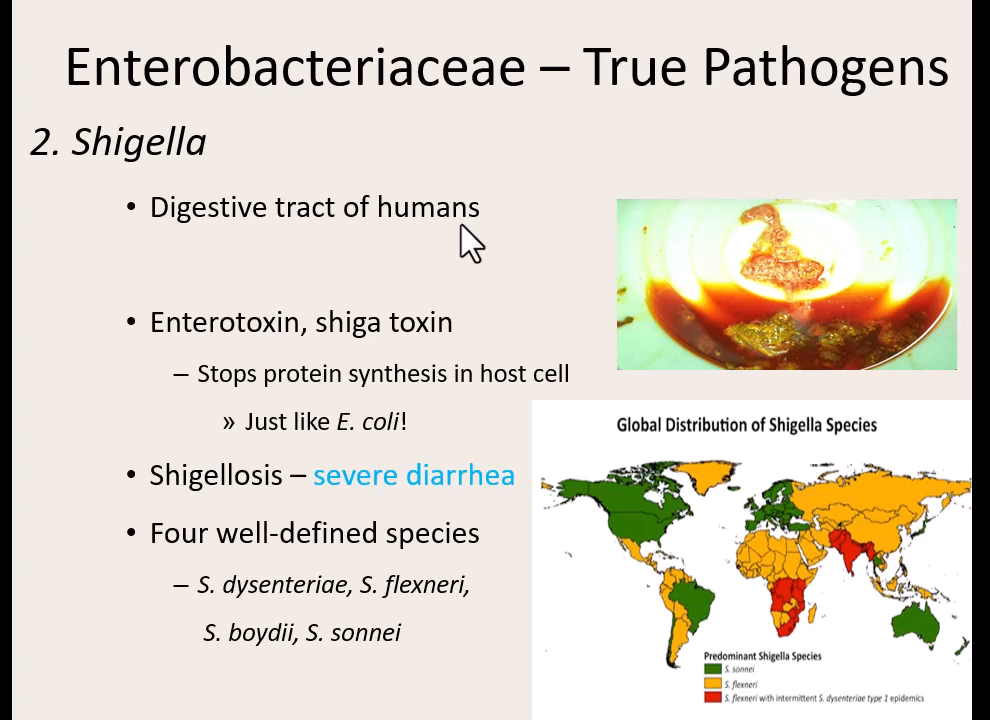 Enterobacteriaceae – True Pathogens
2. Shigella
• Digestive tract of humans
• Enterotoxin, shiga toxin
– Stops protein synthesis in host cell
» Just like E. coli!
• Shigellosis – severe diarrhea
• Four well-defined species
– S. dysenteriae, S. flexneri,
S. boydii, S. sonnei
Global Distribution of Shigella Species
Predominant Shigella Species
S. sonnei
S. flexneri
S. flexneri with intermittent S. dysenteriae type 1 epidemics